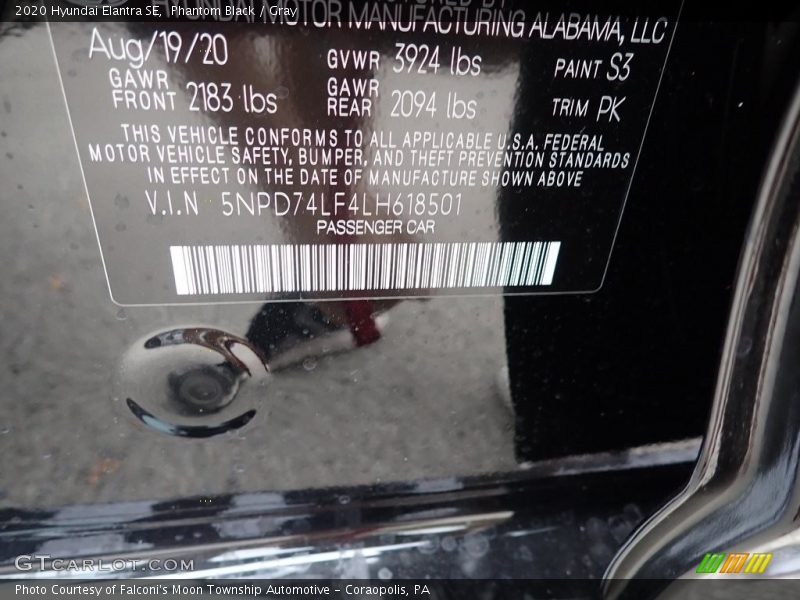 2020 Hyundai Elantra SE, Phantom Black / Gray
HYUNDAI MOTOR MANUFACTURING ALABAMA, LLC
Aug/19/20 GVWR 3924 lbs PAINT S3
GAWR FRONT 2183 lbs GAWR REAR 2094 lbs TRIM PK
THIS VEHICLE CONFORMS TO ALL APPLICABLE U.S.A. FEDERAL
MOTOR VEHICLE SAFETY, BUMPER, AND THEFT PREVENTION STANDARDS
IN EFFECT ON THE DATE OF MANUFACTURE SHOWN ABOVE
V.I.N 5NPD74LF4LH618501
PASSENGER CAR
GTCARLOT.COM
Photo Courtesy of Falconi's Moon Township Automotive – Coraopolis, PA